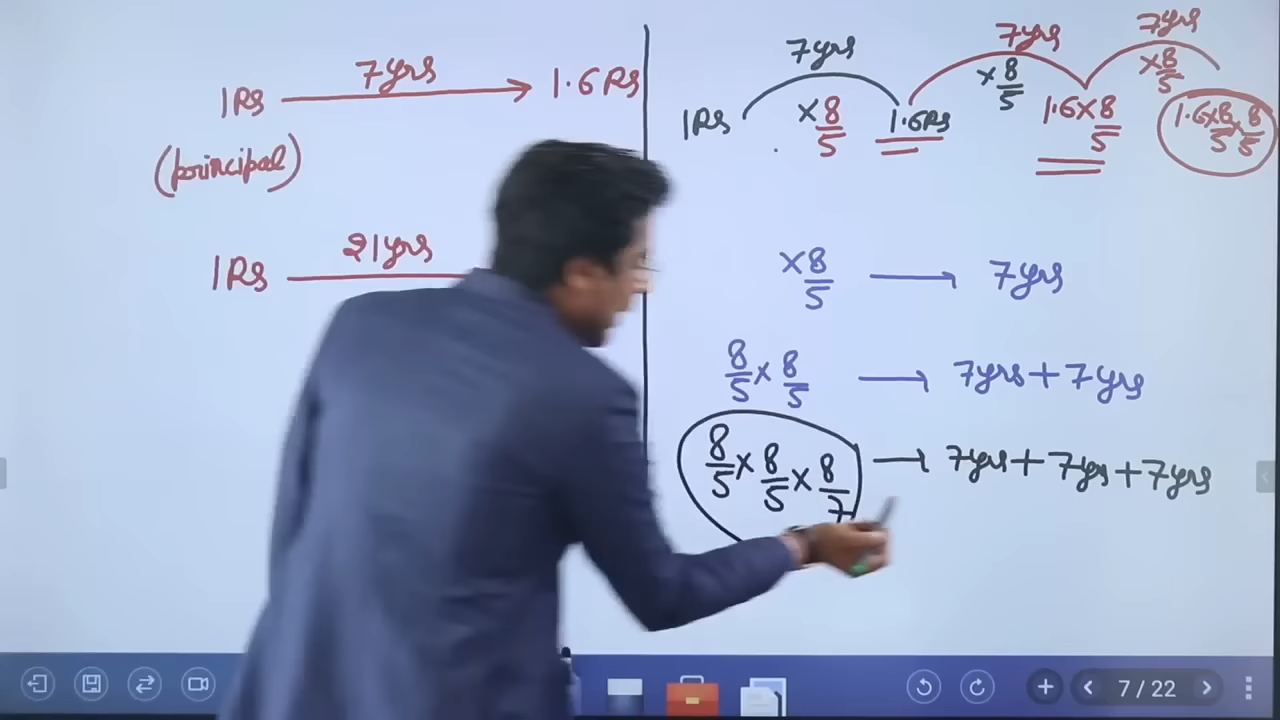 1Rs 7yrs 1.6Rs
(principal)
1Rs 21yrs
7yrs 7yrs 7yrs
1Rs ×8/5 1.6Rs ×8/5 1.6×8/5 ×8/5 1.6×8/5×8/5
×8/5 → 7yrs
8/5×8/5 → 7yrs+7yrs
8/5×8/5×8/7 → 7yrs+7yr+7yrs
7 / 22